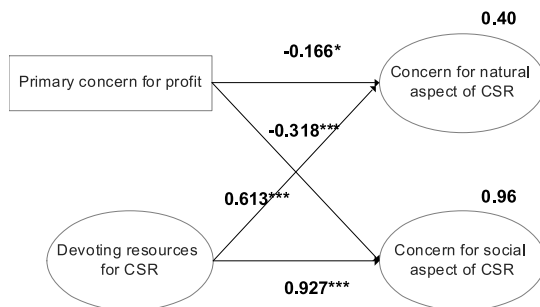 0.40
-0.166*
Primary concern for profit
Concern for natural
aspect of CSR
-0.318***
0.613***
0.96
Devoting resources
for CSR
Concern for social
aspect of CSR
0.927***